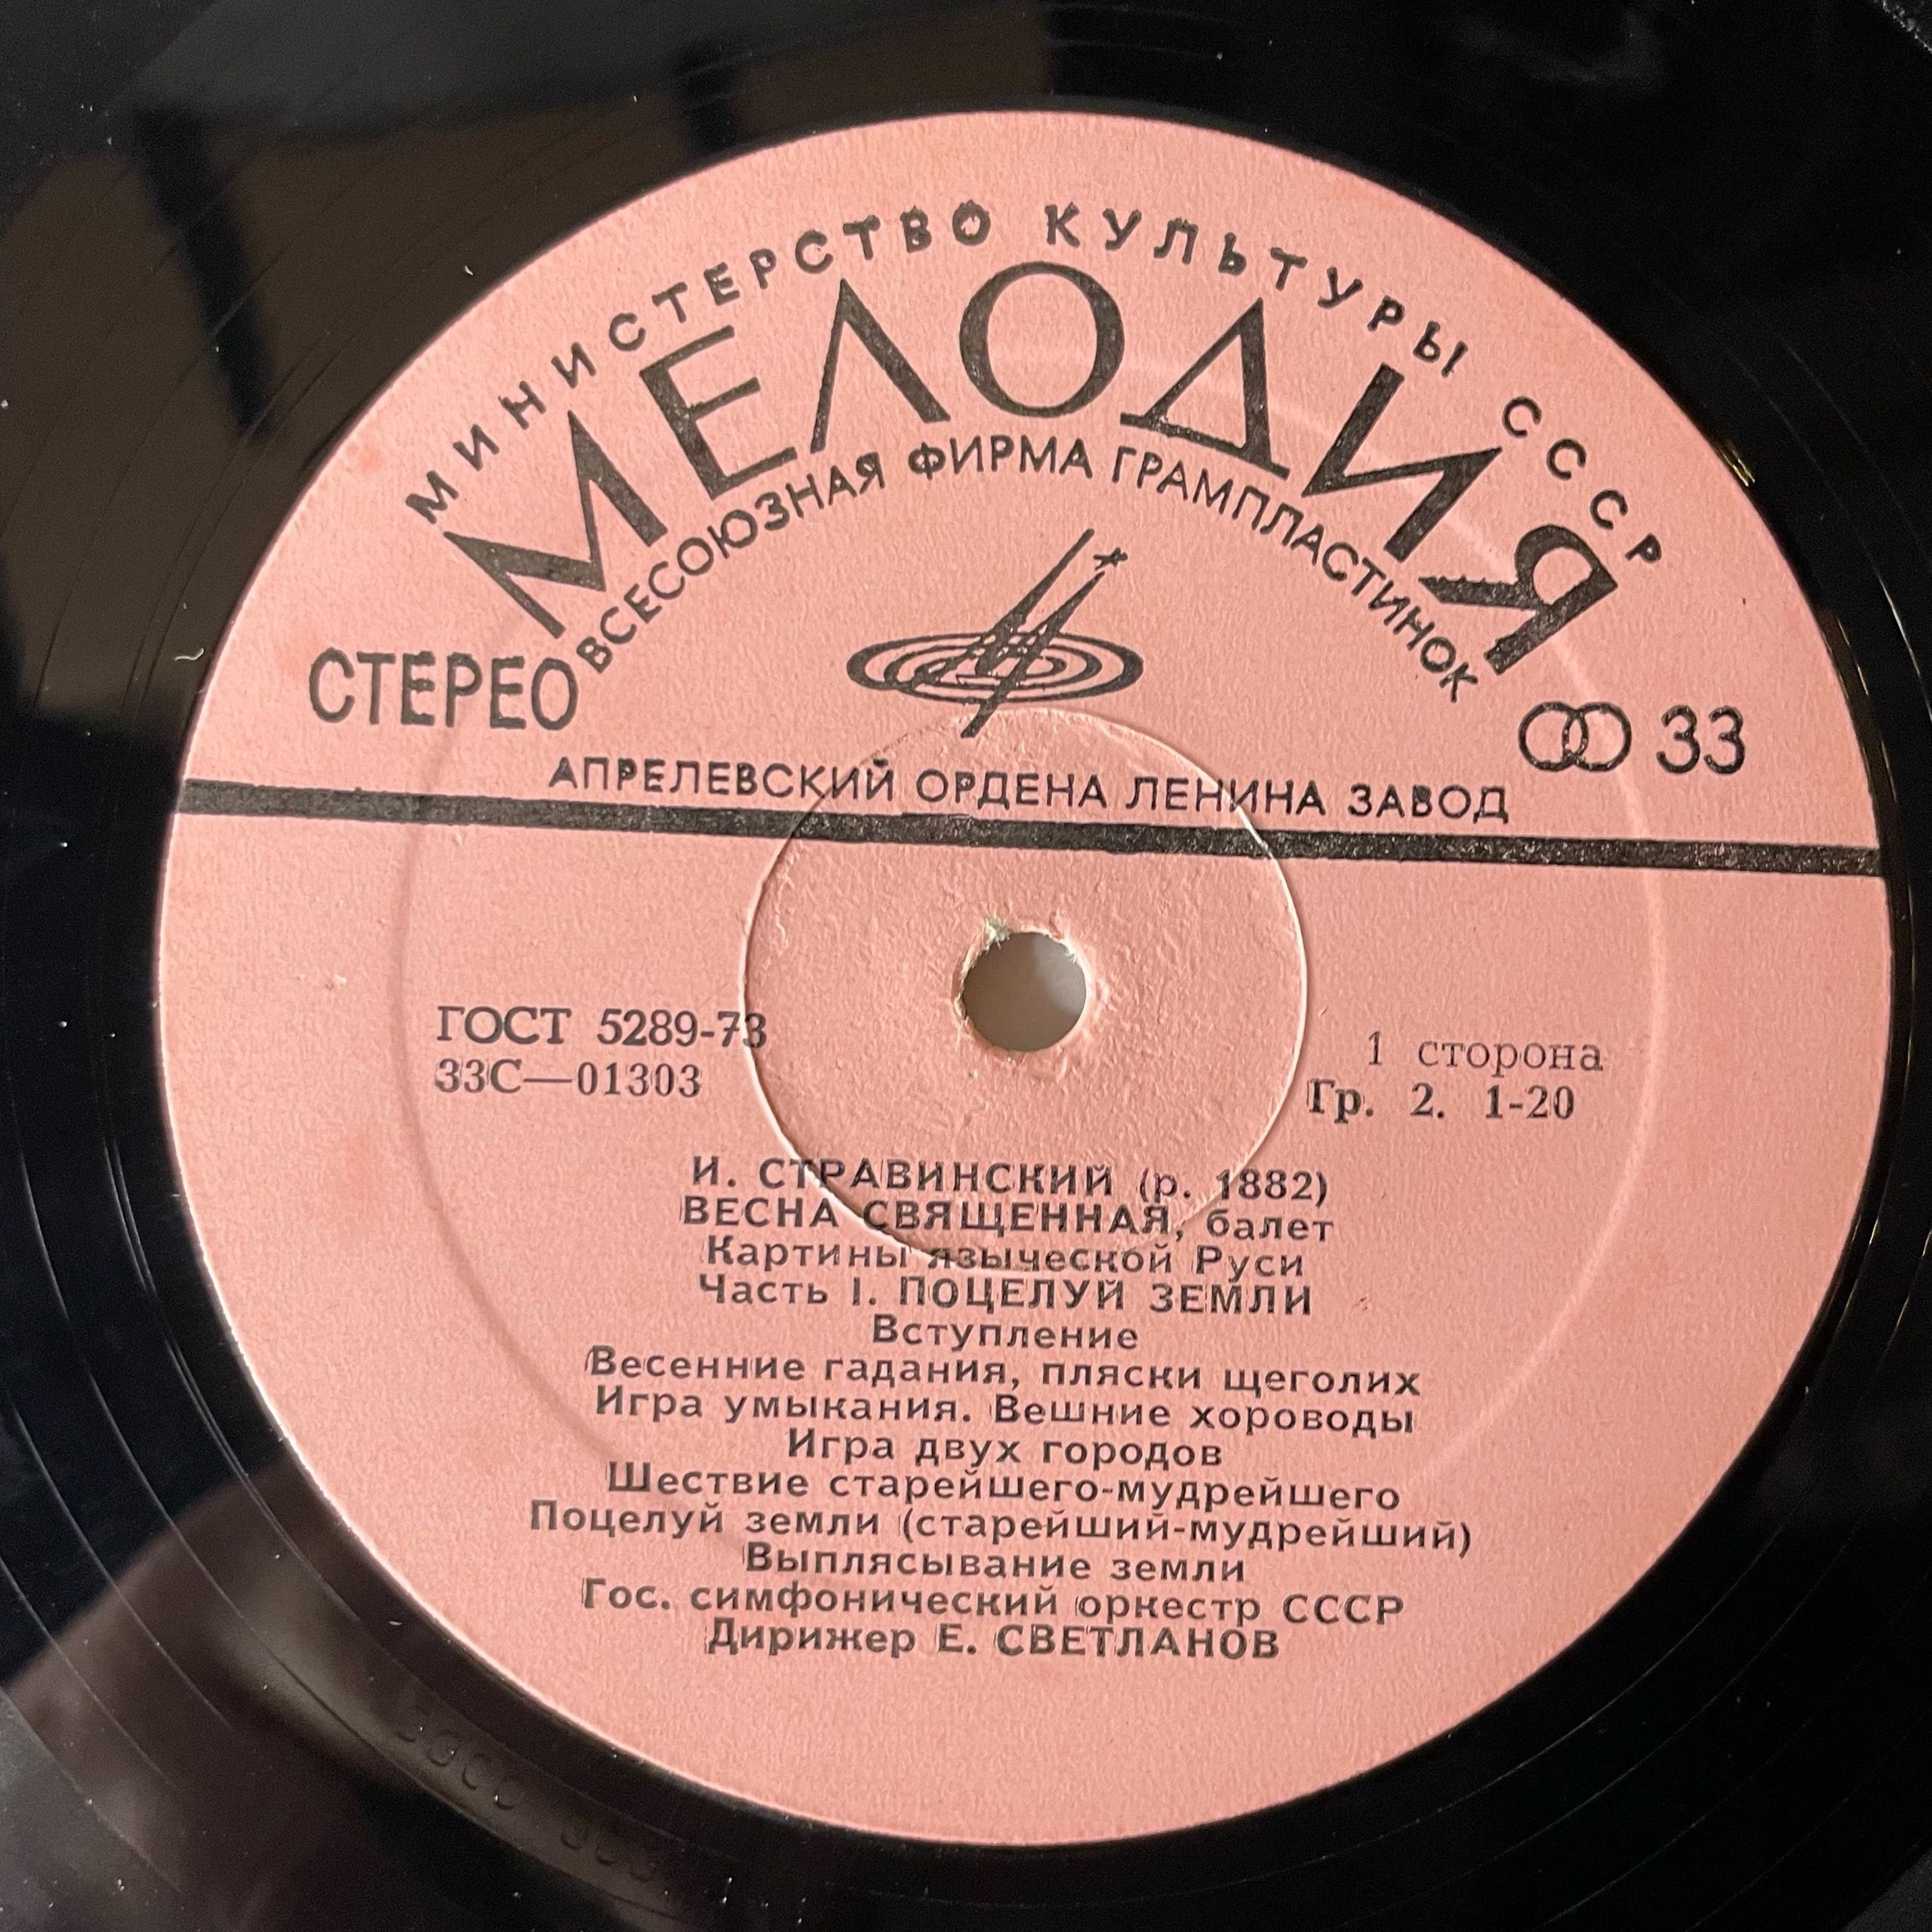 МИНИСТЕРСТВО КУЛЬТУРЫ СССР
МЕЛОДИЯ
ВСЕСОЮЗНАЯ ФИРМА ГРАМПЛАСТИНОК
СТЕРЕО
33
АПРЕЛЕВСКИЙ ОРДЕНА ЛЕНИНА ЗАВОД
ГОСТ 5289-73
33С—01303
1 сторона
Гр. 2. 1-20
И. СТРАВИНСКИЙ (р. 1882)
ВЕСНА СВЯЩЕННАЯ, балет
Картины языческой Руси
Часть I. ПОЦЕЛУЙ ЗЕМЛИ
Вступление
Весенние гадания, пляски щеголих
Игра умыкания. Вешние хороводы
Игра двух городов
Шествие старейшего-мудрейшего
Поцелуй земли (старейший-мудрейший)
Выплясывание земли
Гос. симфонический оркестр СССР
Дирижер Е. СВЕТЛАНОВ